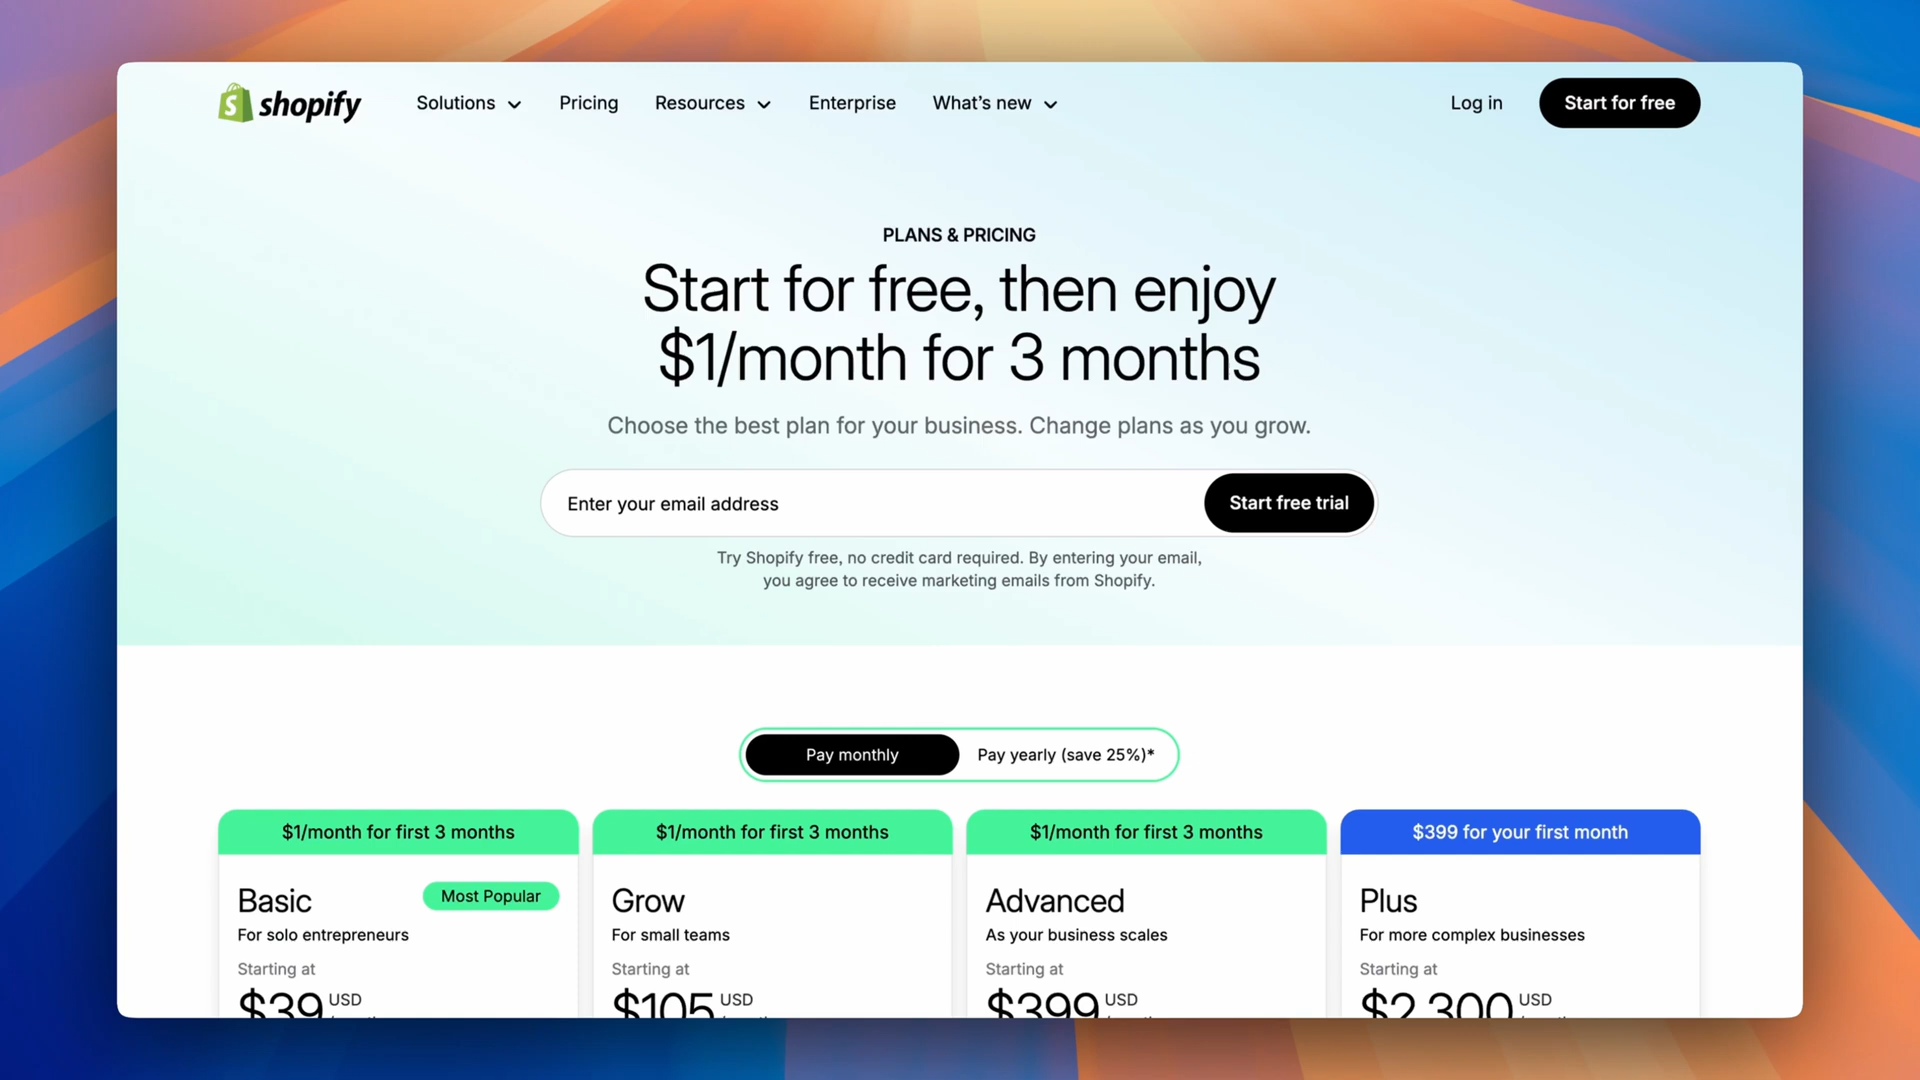 shopify
Solutions
Pricing
Resources
Enterprise
What's new
Log in
Start for free
PLANS & PRICING
Start for free, then enjoy
$1/month for 3 months
Choose the best plan for your business. Change plans as you grow.
Enter your email address
Start free trial
Try Shopify free, no credit card required. By entering your email,
you agree to receive marketing emails from Shopify.
Pay monthly
Pay yearly (save 25%)*
$1/month for first 3 months
Basic
Most Popular
For solo entrepreneurs
Starting at
$39 USD
$1/month for first 3 months
Grow
For small teams
Starting at
$105 USD
$1/month for first 3 months
Advanced
As your business scales
Starting at
$399 USD
$399 for your first month
Plus
For more complex businesses
Starting at
$2,300 USD